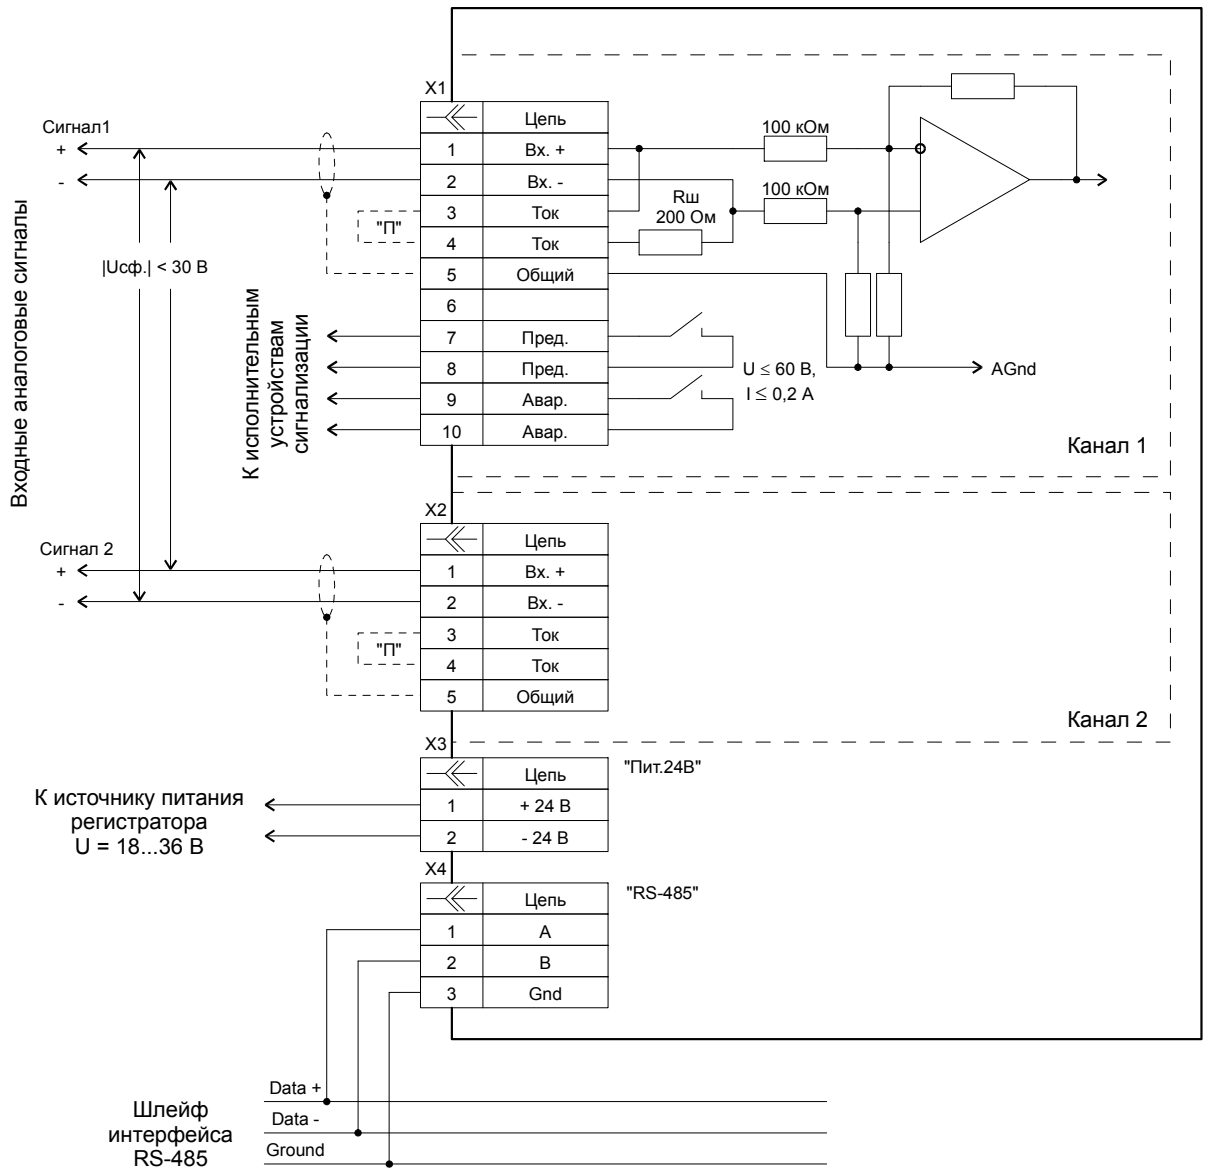 Входные аналоговые сигналы
Сигнал1
+
-
|Uсф.| < 30 В
"П"
К исполнительным
устройствам
сигнализации
X1
Цепь
1 Вх. +
2 Вх. -
3 Ток
4 Ток
5 Общий
6
7 Пред.
8 Пред.
9 Авар.
10 Авар.
100 кОм
100 кОм
Rш
200 Ом
U ≤ 60 В,
I ≤ 0,2 А
AGnd
Канал 1
Сигнал 2
+
-
"П"
X2
Цепь
1 Вх. +
2 Вх. -
3 Ток
4 Ток
5 Общий
Канал 2
К источнику питания
регистратора
U = 18...36 В
X3
Цепь
1 + 24 В
2 - 24 В
"Пит.24В"
X4
Цепь
1 A
2 B
3 Gnd
"RS-485"
Шлейф
интерфейса
RS-485
Data +
Data -
Ground